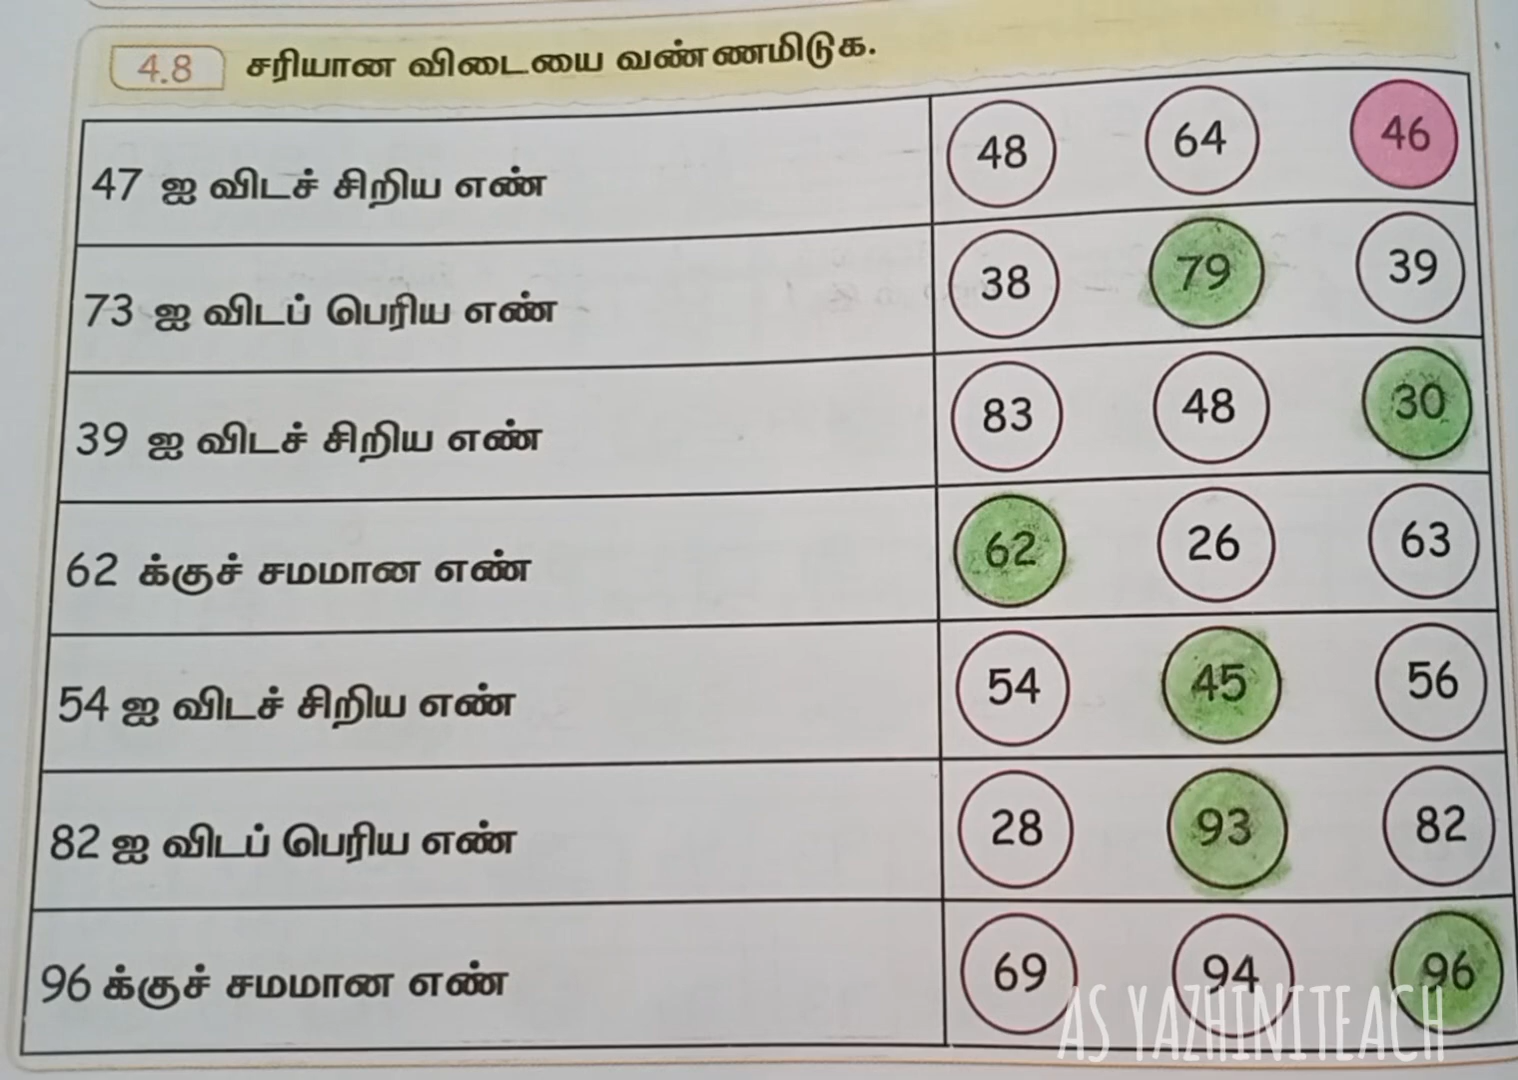 4.8 சரியான விடையை வண்ணமிடுக.
47 ஐ விடச் சிறிய எண் 48 64 46
73 ஐ விடப் பெரிய எண் 38 79 39
39 ஐ விடச் சிறிய எண் 83 48 30
62 க்குச் சமமான எண் 62 26 63
54 ஐ விடச் சிறிய எண் 54 45 56
82 ஐ விடப் பெரிய எண் 28 93 82
96 க்குச் சமமான எண் 69 94 96
AS YAZHINITEACH